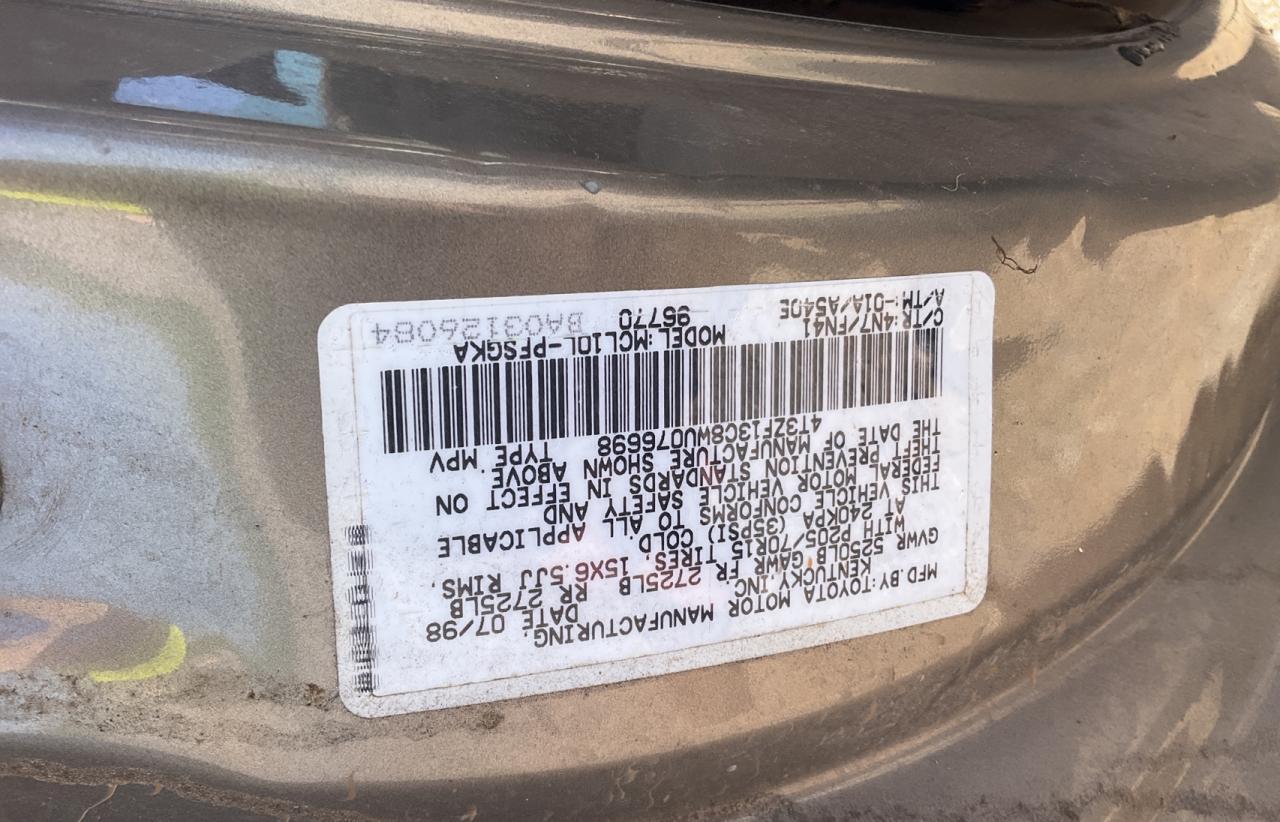 MFD.BY:TOYOTA MOTOR MANUFACTURING,
KENTUCKY INC DATE 07/98
GVWR 5250LB GAWR FR 2725LB RR 2725LB
WITH P205/70R15 TIRES, 15X6.5JJ RIMS,
AT 240KPA (35PSI) COLD.
THIS VEHICLE CONFORMS TO ALL APPLICABLE
FEDERAL MOTOR VEHICLE SAFETY AND
THEFT PREVENTION STANDARDS IN EFFECT ON
THE DATE OF MANUFACTURE SHOWN ABOVE
4T3ZF13C8WU076698 TYPE MPV
C/TR:4N7/FN41 MODEL:MCL10L-PFSGKA
A/TM:-01A/A540E 96770 BA03126084